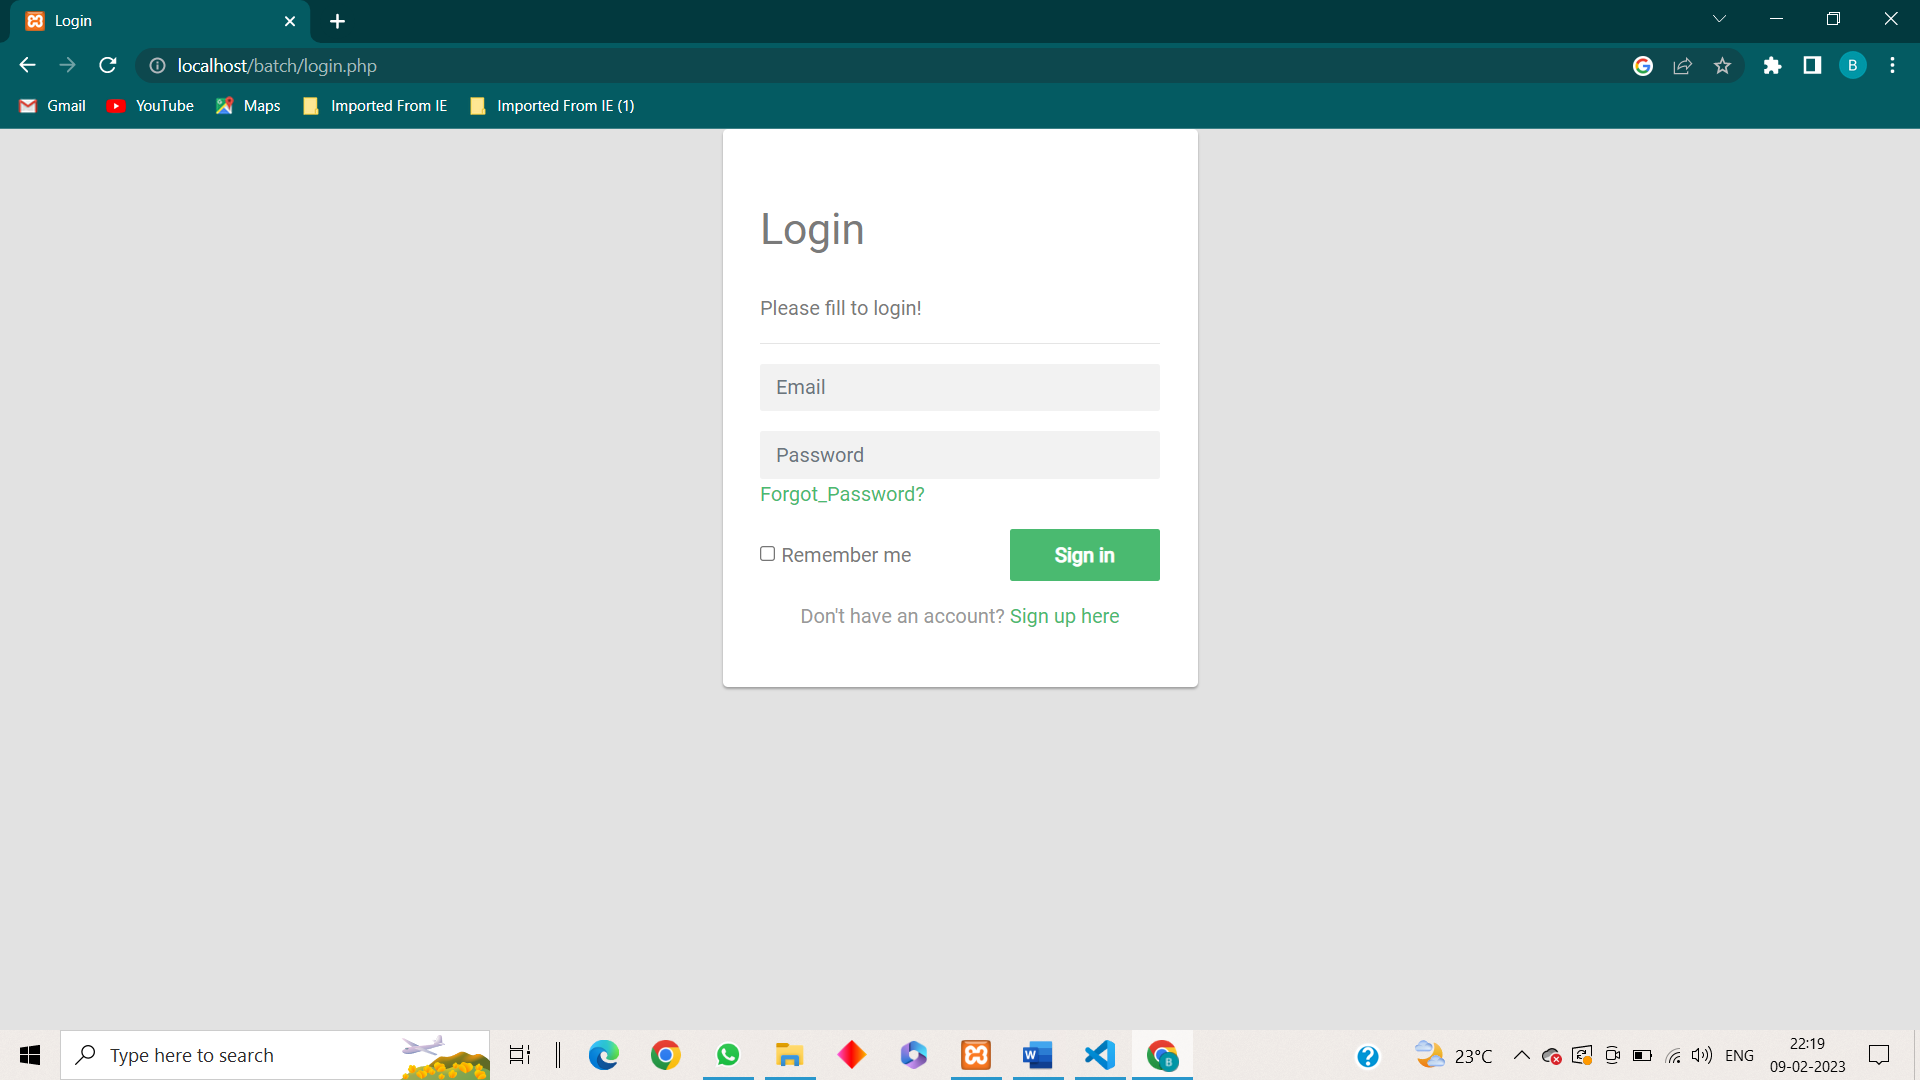 Login
localhost/batch/login.php
B
Gmail YouTube Maps Imported From IE Imported From IE (1)
Login
Please fill to login!
Email
Password
Forgot_Password?
Remember me Sign in
Don't have an account? Sign up here
Type here to search
23°C ENG
22:19
09-02-2023